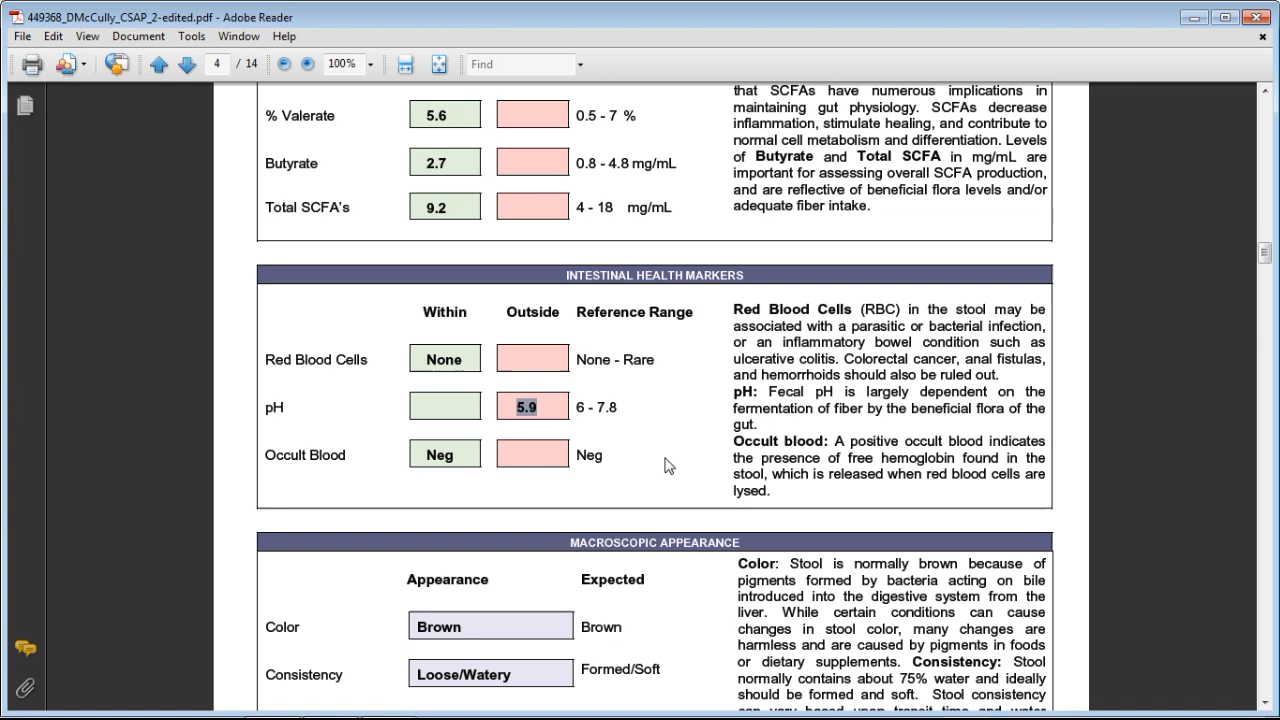 449368_DMcCully_CSAP_2-edited.pdf - Adobe Reader
File Edit View Document Tools Window Help
4 / 14 100% Find
% Valerate 5.6 0.5 - 7 %
Butyrate 2.7 0.8 - 4.8 mg/mL
Total SCFA's 9.2 4 - 18 mg/mL
that SCFAs have numerous implications in
maintaining gut physiology. SCFAs decrease
inflammation, stimulate healing, and contribute to
normal cell metabolism and differentiation. Levels
of Butyrate and Total SCFA in mg/mL are
important for assessing overall SCFA production,
and are reflective of beneficial flora levels and/or
adequate fiber intake.
INTESTINAL HEALTH MARKERS
Within Outside Reference Range
Red Blood Cells None None - Rare
pH 5.9 6 - 7.8
Occult Blood Neg Neg
Red Blood Cells (RBC) in the stool may be
associated with a parasitic or bacterial infection,
or an inflammatory bowel condition such as
ulcerative colitis. Colorectal cancer, anal fistulas,
and hemorrhoids should also be ruled out.
pH: Fecal pH is largely dependent on the
fermentation of fiber by the beneficial flora of the
gut.
Occult blood: A positive occult blood indicates
the presence of free hemoglobin found in the
stool, which is released when red blood cells are
lysed.
MACROSCOPIC APPEARANCE
Appearance Expected
Color Brown Brown
Consistency Loose/Watery Formed/Soft
Color: Stool is normally brown because of
pigments formed by bacteria acting on bile
introduced into the digestive system from the
liver. While certain conditions can cause
changes in stool color, many changes are
harmless and are caused by pigments in foods
or dietary supplements. Consistency: Stool
normally contains about 75% water and ideally
should be formed and soft. Stool consistency
can vary based upon transit time and water